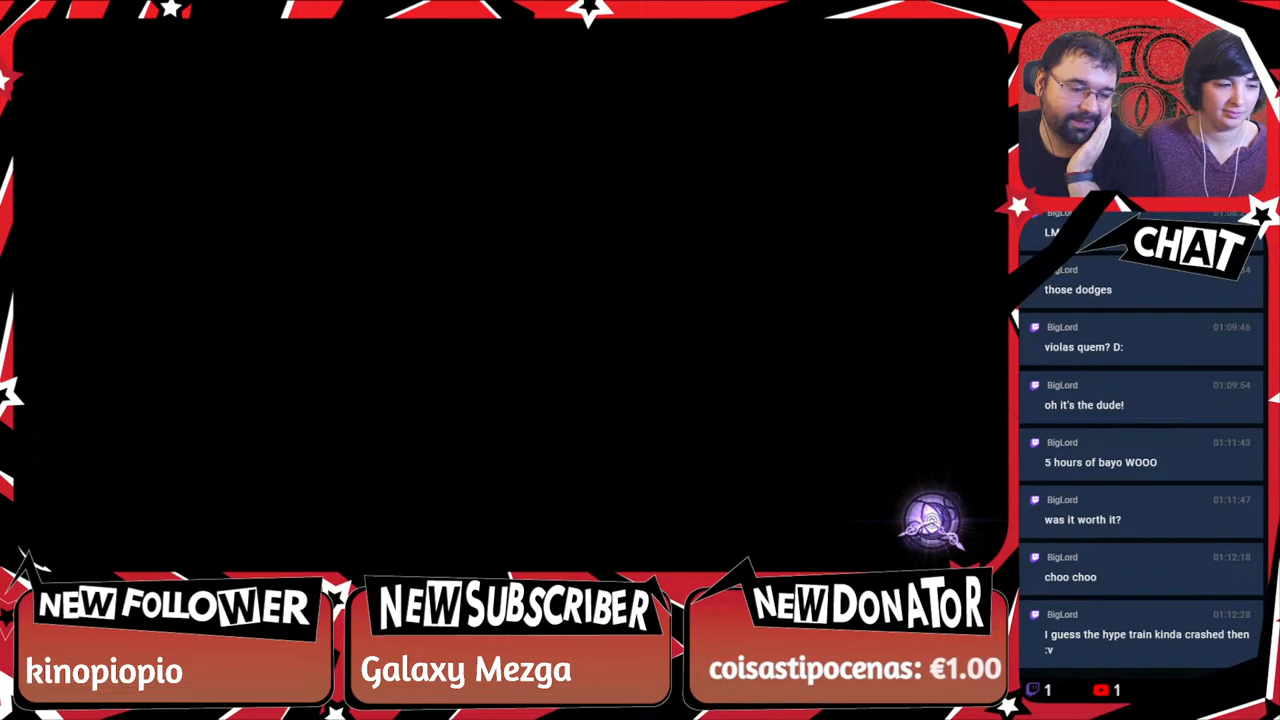 CHAT
BigLord
LM
BigLord
those dodges
BigLord 01:09:46
violas quem? D:
BigLord 01:09:54
oh it's the dude!
BigLord 01:11:43
5 hours of bayo WOOO
BigLord 01:11:47
was it worth it?
BigLord 01:12:18
choo choo
BigLord 01:12:28
I guess the hype train kinda crashed then
:v
1 1
NEW FOLLOWER
kinopiopio
NEW SUBSCRIBER
Galaxy Mezga
NEW DONATOR
coisastipocenas: €1.00